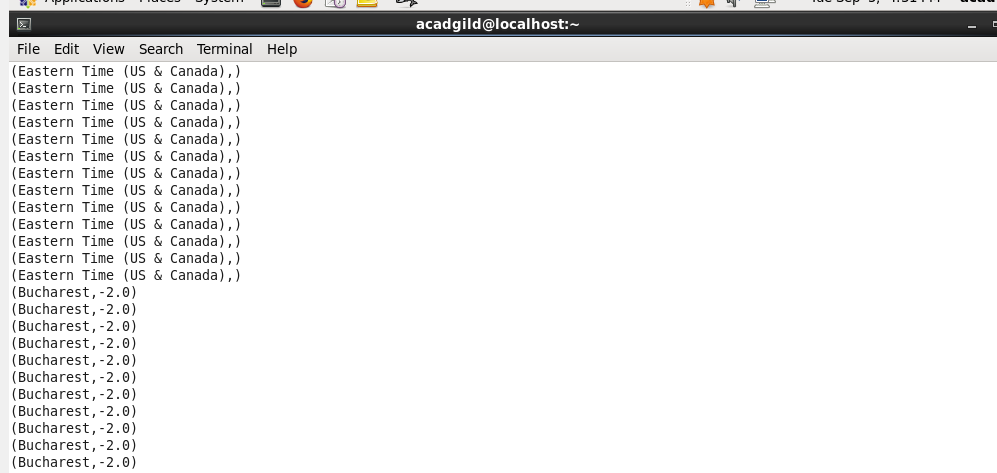 Applications Places System
acadgild@localhost:~
File Edit View Search Terminal Help
(Eastern Time (US & Canada),)
(Eastern Time (US & Canada),)
(Eastern Time (US & Canada),)
(Eastern Time (US & Canada),)
(Eastern Time (US & Canada),)
(Eastern Time (US & Canada),)
(Eastern Time (US & Canada),)
(Eastern Time (US & Canada),)
(Eastern Time (US & Canada),)
(Eastern Time (US & Canada),)
(Eastern Time (US & Canada),)
(Eastern Time (US & Canada),)
(Eastern Time (US & Canada),)
(Bucharest,-2.0)
(Bucharest,-2.0)
(Bucharest,-2.0)
(Bucharest,-2.0)
(Bucharest,-2.0)
(Bucharest,-2.0)
(Bucharest,-2.0)
(Bucharest,-2.0)
(Bucharest,-2.0)
(Bucharest,-2.0)
(Bucharest,-2.0)